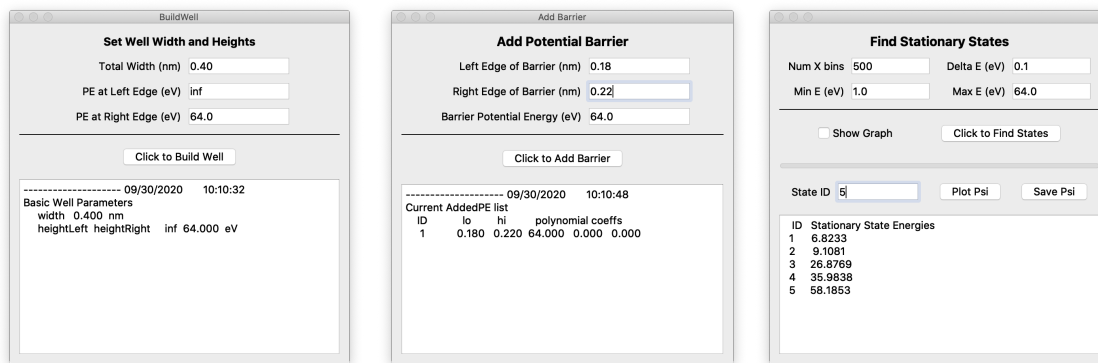 BuildWell
Set Well Width and Heights
Total Width (nm) 0.40
PE at Left Edge (eV) inf
PE at Right Edge (eV) 64.0
Click to Build Well
-------------------- 09/30/2020 10:10:32
Basic Well Parameters
width 0.400 nm
heightLeft heightRight inf 64.000 eV
Add Barrier
Add Potential Barrier
Left Edge of Barrier (nm) 0.18
Right Edge of Barrier (nm) 0.22
Barrier Potential Energy (eV) 64.0
Click to Add Barrier
-------------------- 09/30/2020 10:10:48
Current AddedPE list
ID lo hi polynomial coeffs
1 0.180 0.220 64.000 0.000 0.000
Find Stationary States
Num X bins 500 Delta E (eV) 0.1
Min E (eV) 1.0 Max E (eV) 64.0
Show Graph Click to Find States
State ID 5 Plot Psi Save Psi
ID Stationary State Energies
1 6.8233
2 9.1081
3 26.8769
4 35.9838
5 58.1853